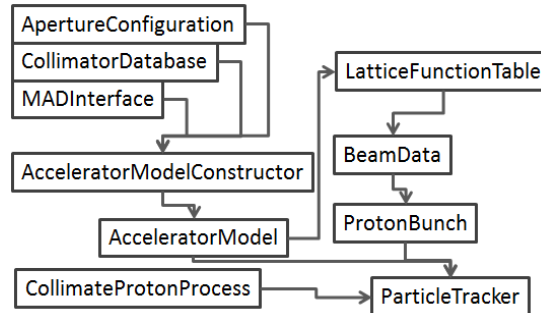 ApertureConfiguration
CollimatorDatabase
MADInterface
AcceleratorModelConstructor
AcceleratorModel
CollimateProtonProcess
LatticeFunctionTable
BeamData
ProtonBunch
ParticleTracker